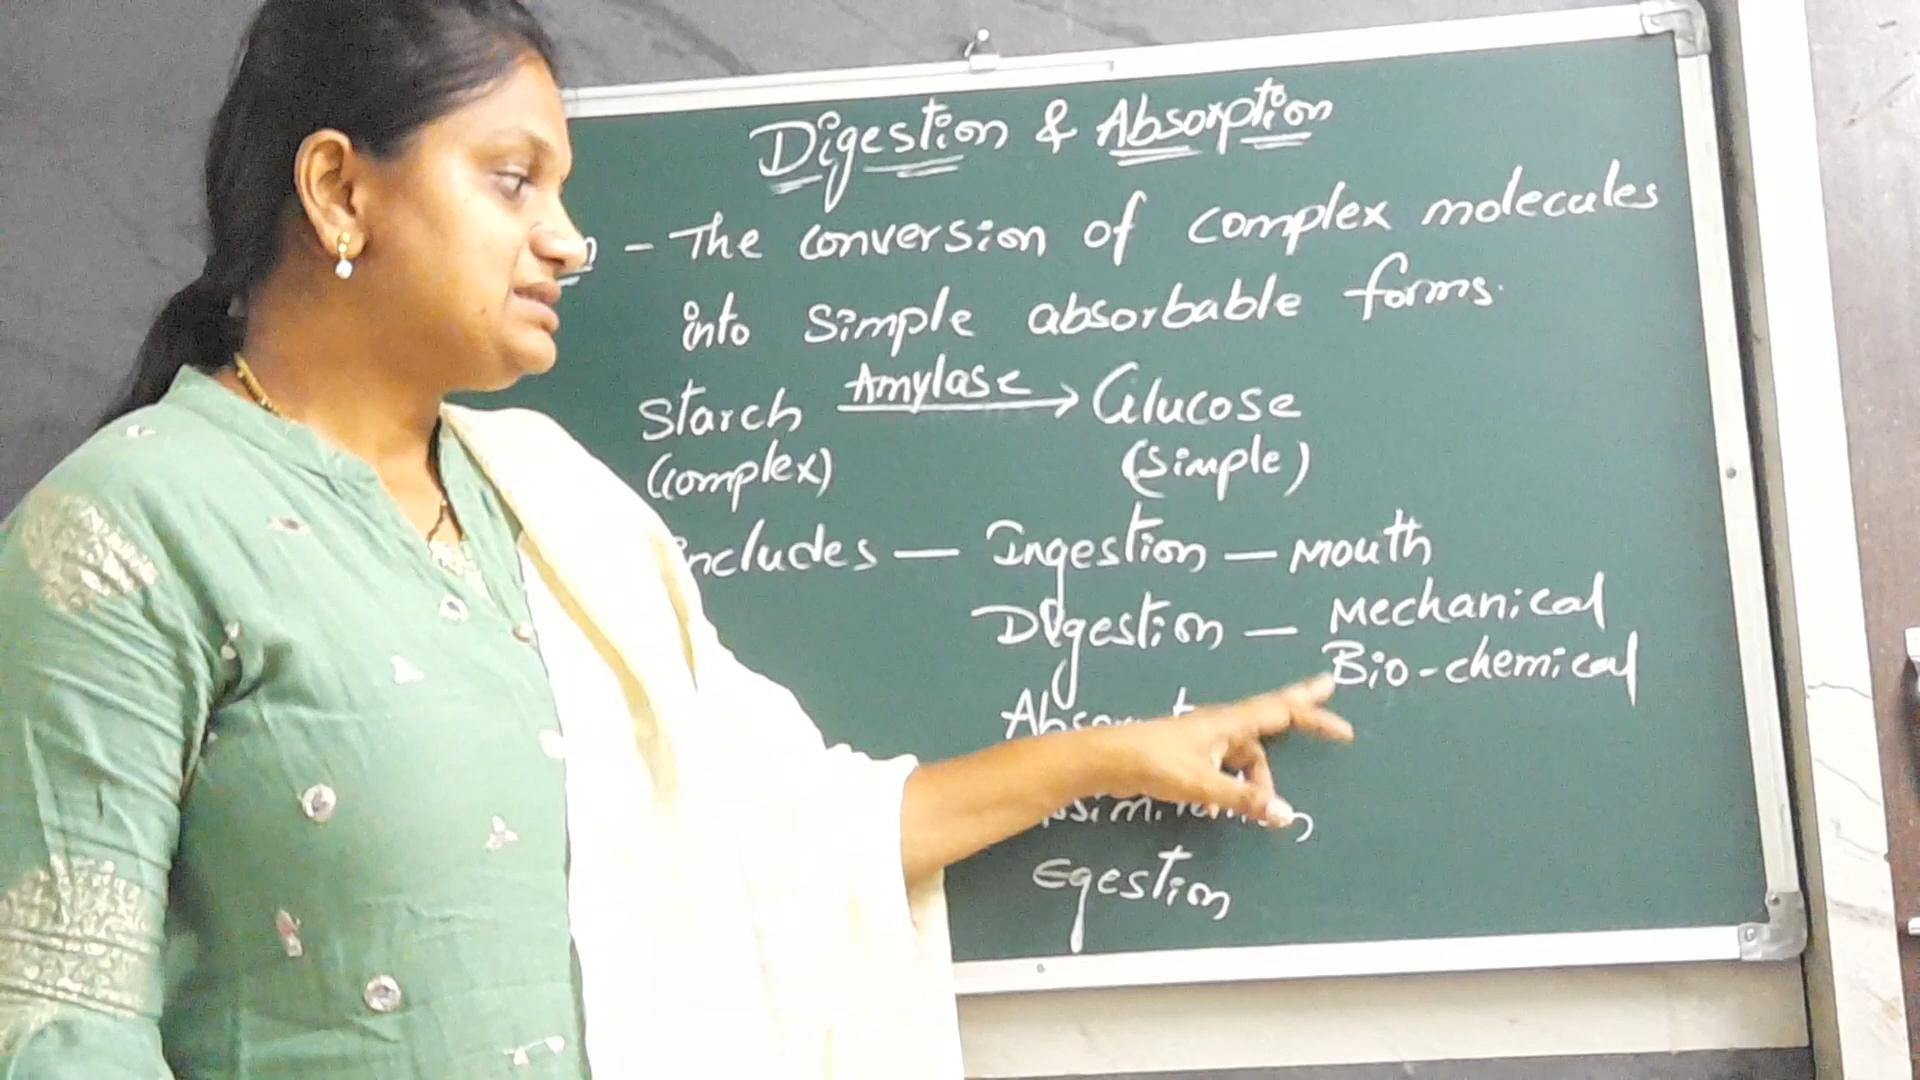 Digestion & Absorption
- The conversion of complex molecules
into simple absorbable forms.
Starch Amylase → Glucose
(complex) (simple)
includes — Ingestion — Mouth
Digestion — Mechanical
Bio-chemical
Egestion